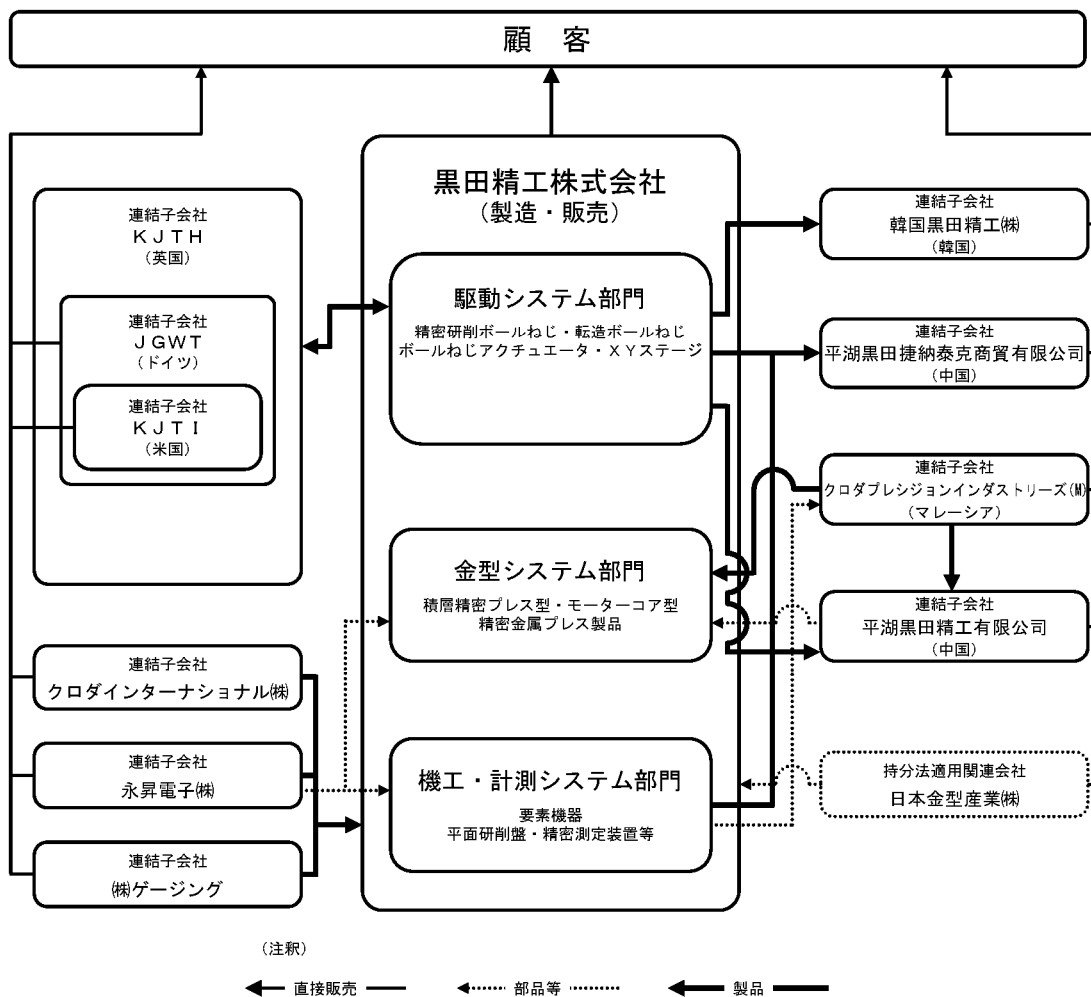 顧　客
黒田精工株式会社
（製造・販売）
連結子会社
ＫＪＴＨ
（英国）
連結子会社
ＪＧＷＴ
（ドイツ）
連結子会社
ＫＪＴＩ
（米国）
駆動システム部門
精密研削ボールねじ・転造ボールねじ
ボールねじアクチュエータ・ＸＹステージ
連結子会社
韓国黒田精工㈱
（韓国）
連結子会社
平湖黒田捷納泰克商貿有限公司
（中国）
連結子会社
クロダプレシジョンインダストリーズ(M)
（マレーシア）
金型システム部門
積層精密プレス型・モーターコア型
精密金属プレス製品
連結子会社
平湖黒田精工有限公司
（中国）
連結子会社
クロダインターナショナル㈱
連結子会社
永昇電子㈱
連結子会社
㈱ゲージング
機工・計測システム部門
要素機器
平面研削盤・精密測定装置等
持分法適用関連会社
日本金型産業㈱
（注釈）
直接販売
部品等
製品